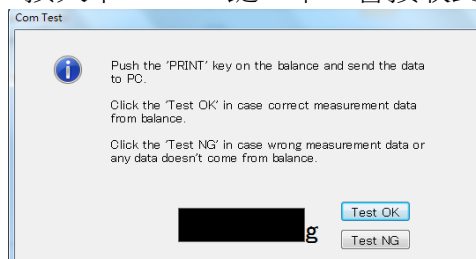 Com Test
Push the 'PRINT' key on the balance and send the data
to PC.
Click the 'Test OK' in case correct measurement data
from balance.
Click the 'Test NG' in case wrong measurement data or
any data doesn't come from balance.
g
Test OK
Test NG